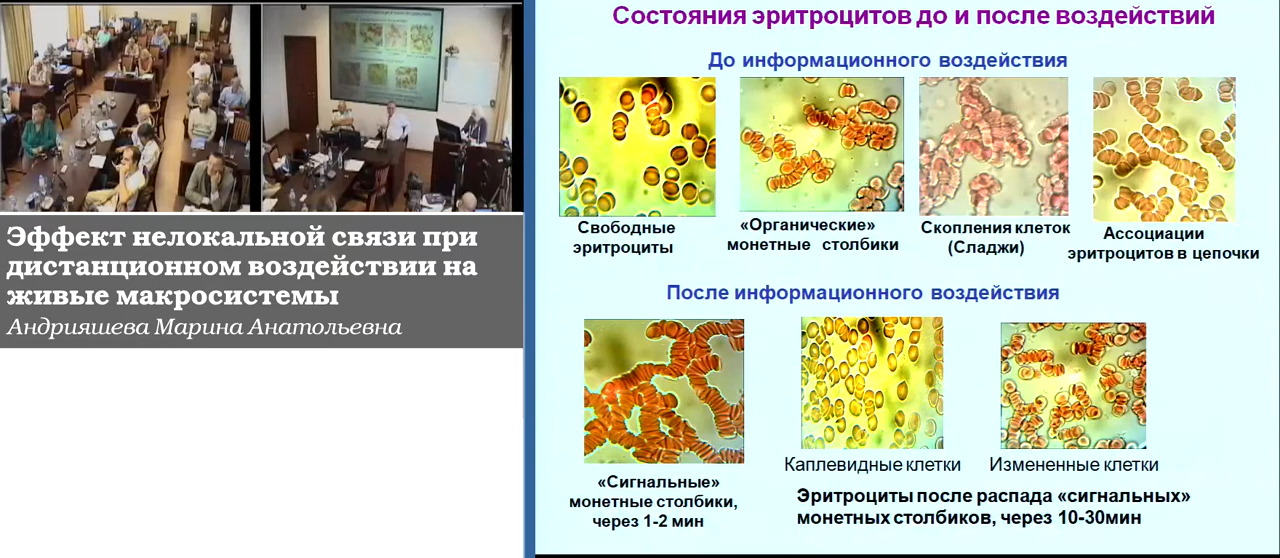 Эффект нелокальной связи при
дистанционном воздействии на
живые макросистемы
Андрияшева Марина Анатольевна
Состояния эритроцитов до и после воздействий
До информационного воздействия
Свободные
эритроциты
«Органические»
монетные столбики
Скопления клеток
(Сладжи)
Ассоциации
эритроцитов в цепочки
После информационного воздействия
«Сигнальные»
монетные столбики,
через 1-2 мин
Каплевидные клетки
Измененные клетки
Эритроциты после распада «сигнальных»
монетных столбиков, через 10-30мин